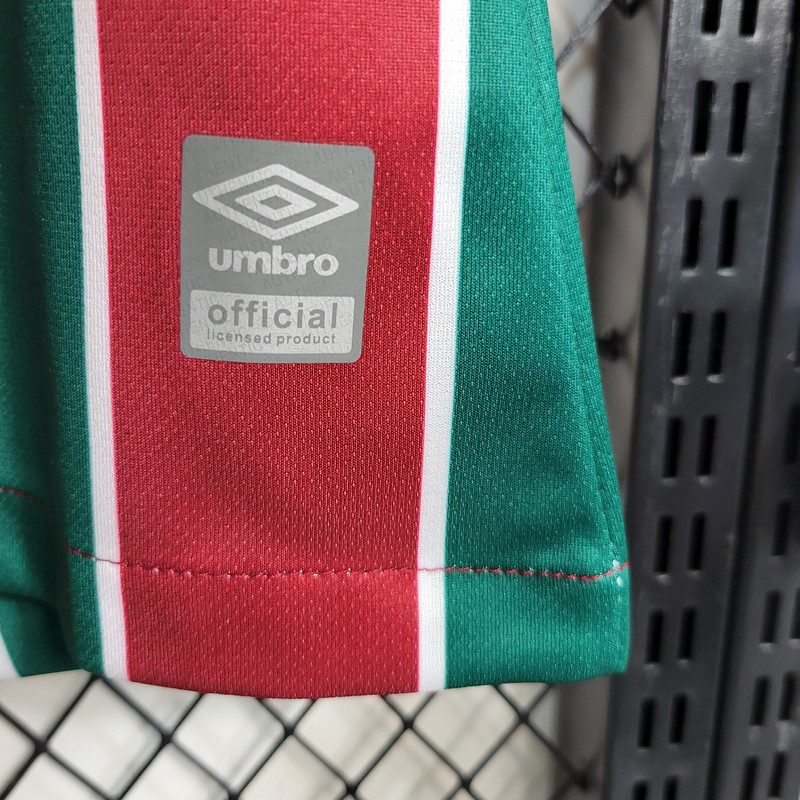 umbro
official
licensed product